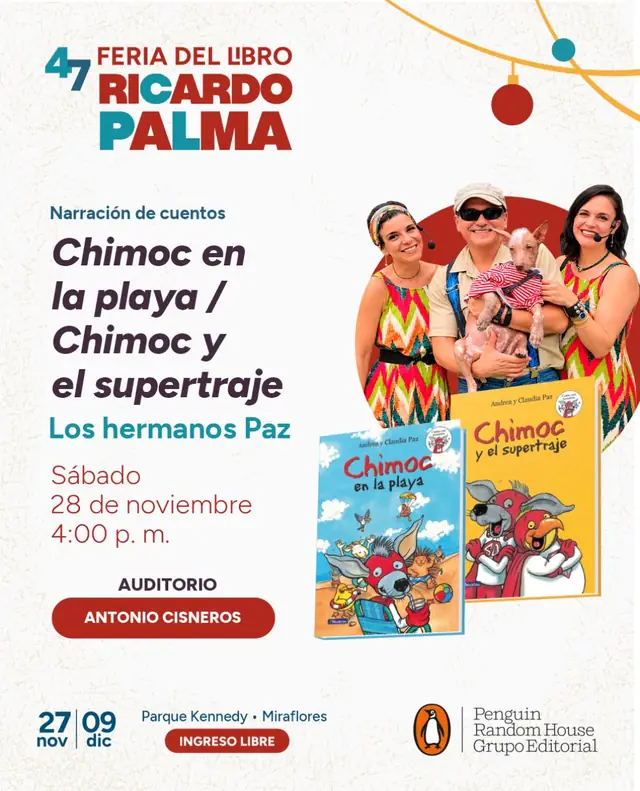 47 FERIA DEL LIBRO
RICARDO
PALMA
Narración de cuentos
Chimoc en
la playa /
Chimoc y
el supertraje
Los hermanos Paz
Sábado
28 de noviembre
4:00 p. m.
AUDITORIO
ANTONIO CISNEROS
Andrea y Claudia Paz
Chimoc
en la playa
Andrea y Claudia Paz
Chimoc
y el supertraje
27 nov
09 dic
Parque Kennedy • Miraflores
INGRESO LIBRE
Penguin
Random House
Grupo Editorial